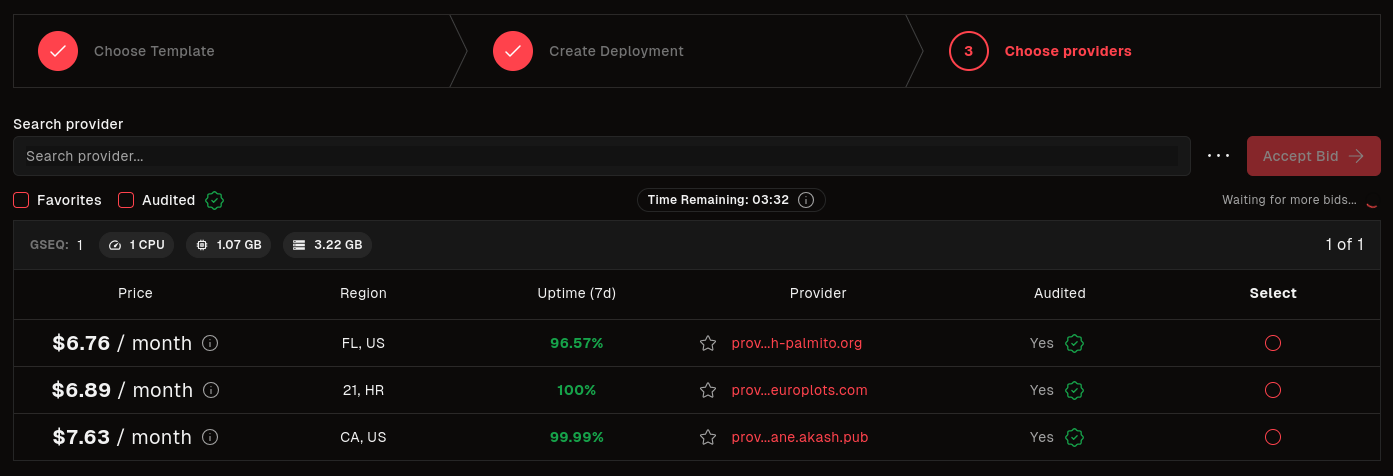 Choose Template Create Deployment 3 Choose providers
Search provider
Search provider... ··· Accept Bid
Favorites Audited Time Remaining: 03:32 Waiting for more bids...
GSEQ: 1 1 CPU 1.07 GB 3.22 GB 1 of 1
Price Region Uptime (7d) Provider Audited Select
$6.76 / month FL, US 96.57% prov...h-palmito.org Yes
$6.89 / month 21, HR 100% prov...europlots.com Yes
$7.63 / month CA, US 99.99% prov...ane.akash.pub Yes